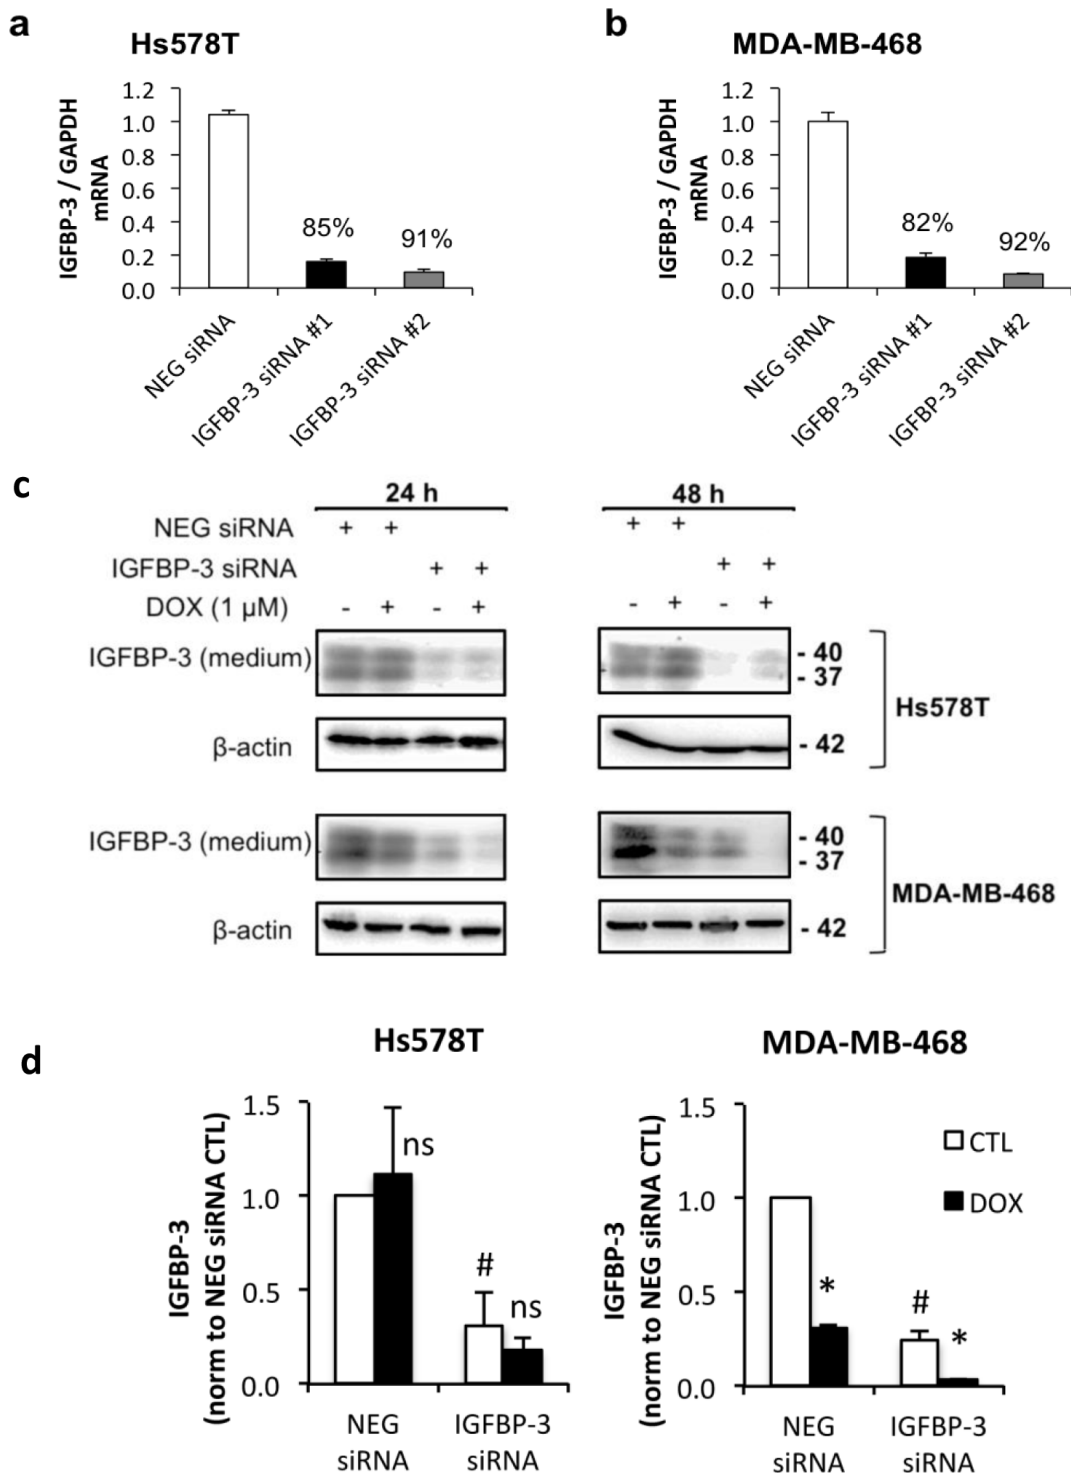 a
Hs578T
IGFBP-3 / GAPDH
mRNA
1.2
1.0
0.8
0.6
0.4
0.2
0.0
85%
91%
NEG siRNA
IGFBP-3 siRNA #1
IGFBP-3 siRNA #2
b
MDA-MB-468
IGFBP-3 / GAPDH
mRNA
1.2
1.0
0.8
0.6
0.4
0.2
0.0
82%
92%
NEG siRNA
IGFBP-3 siRNA #1
IGFBP-3 siRNA #2
c
24 h
48 h
NEG siRNA + + + +
IGFBP-3 siRNA + + + +
DOX (1 µM) - + - + - + - +
IGFBP-3 (medium)
- 40
- 37
β-actin
- 42
Hs578T
IGFBP-3 (medium)
- 40
- 37
β-actin
- 42
MDA-MB-468
d
Hs578T
IGFBP-3
(norm to NEG siRNA CTL)
1.5
1.0
0.5
0.0
ns
#
ns
NEG
siRNA
IGFBP-3
siRNA
MDA-MB-468
IGFBP-3
(norm to NEG siRNA CTL)
1.5
1.0
0.5
0.0
*
#
*
CTL
DOX
NEG
siRNA
IGFBP-3
siRNA